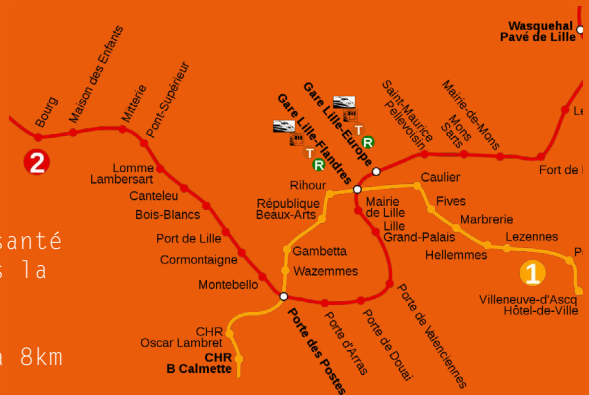 Wasquehal
Pavé de Lille
Bourg
Maison des Enfants
Mitterie
Pont-Supérieur
Lomme
Lambersart
Canteleu
Bois-Blancs
Port de Lille
Cormontaigne
Montebello
2
Gare Lille-Flandres
T
R
Gare Lille-Europe
T
R
Saint-Maurice
Pellevoisin
Mons
Sarts
Mairie-de-Mons
Fort de
Le
Rihour
République
Beaux-Arts
Gambetta
Wazemmes
Mairie
de Lille
Lille
Grand-Palais
Caulier
Fives
Marbrerie
Hellemmes
Lezennes
1
Villeneuve-d'Ascq
Hôtel-de-Ville
Porte des Postes
Porte d'Arras
Porte de Douai
Porte de Valenciennes
CHR
Oscar Lambret
CHR
B Calmette
santé
s la
à 8km